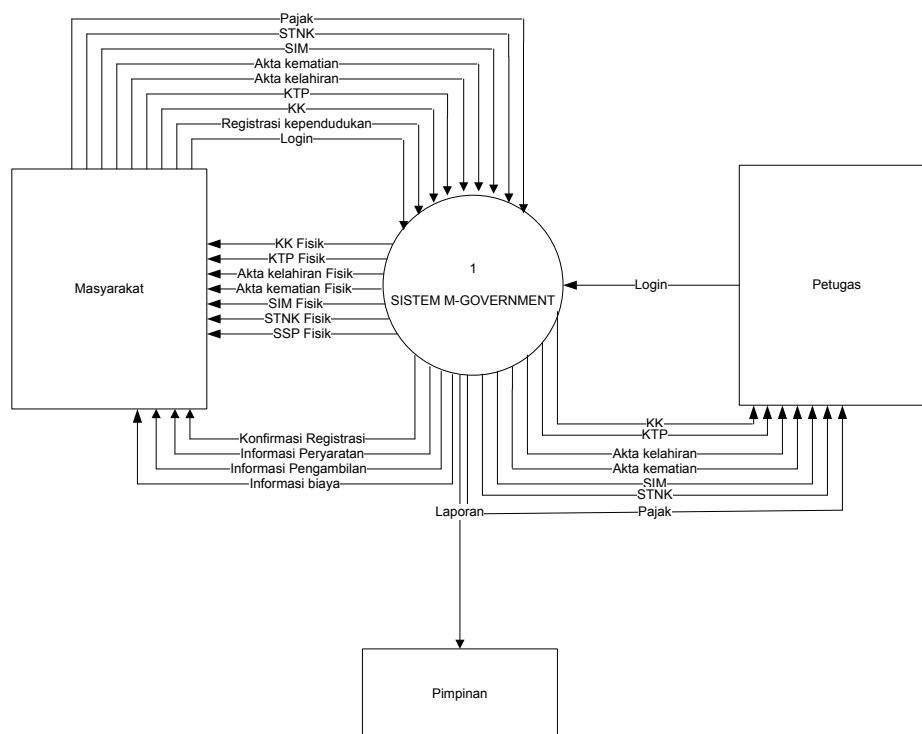 Pajak
STNK
SIM
Akta kematian
Akta kelahiran
KTP
KK
Registrasi kependudukan
Login
Masyarakat
KK Fisik
KTP Fisik
Akta kelahiran Fisik
Akta kematian Fisik
SIM Fisik
STNK Fisik
SSP Fisik
1
SISTEM M-GOVERNMENT
Login
Petugas
Konfirmasi Registrasi
Informasi Peryaratan
Informasi Pengambilan
Informasi biaya
KK
KTP
Akta kelahiran
Akta kematian
SIM
STNK
Pajak
Laporan
Pimpinan